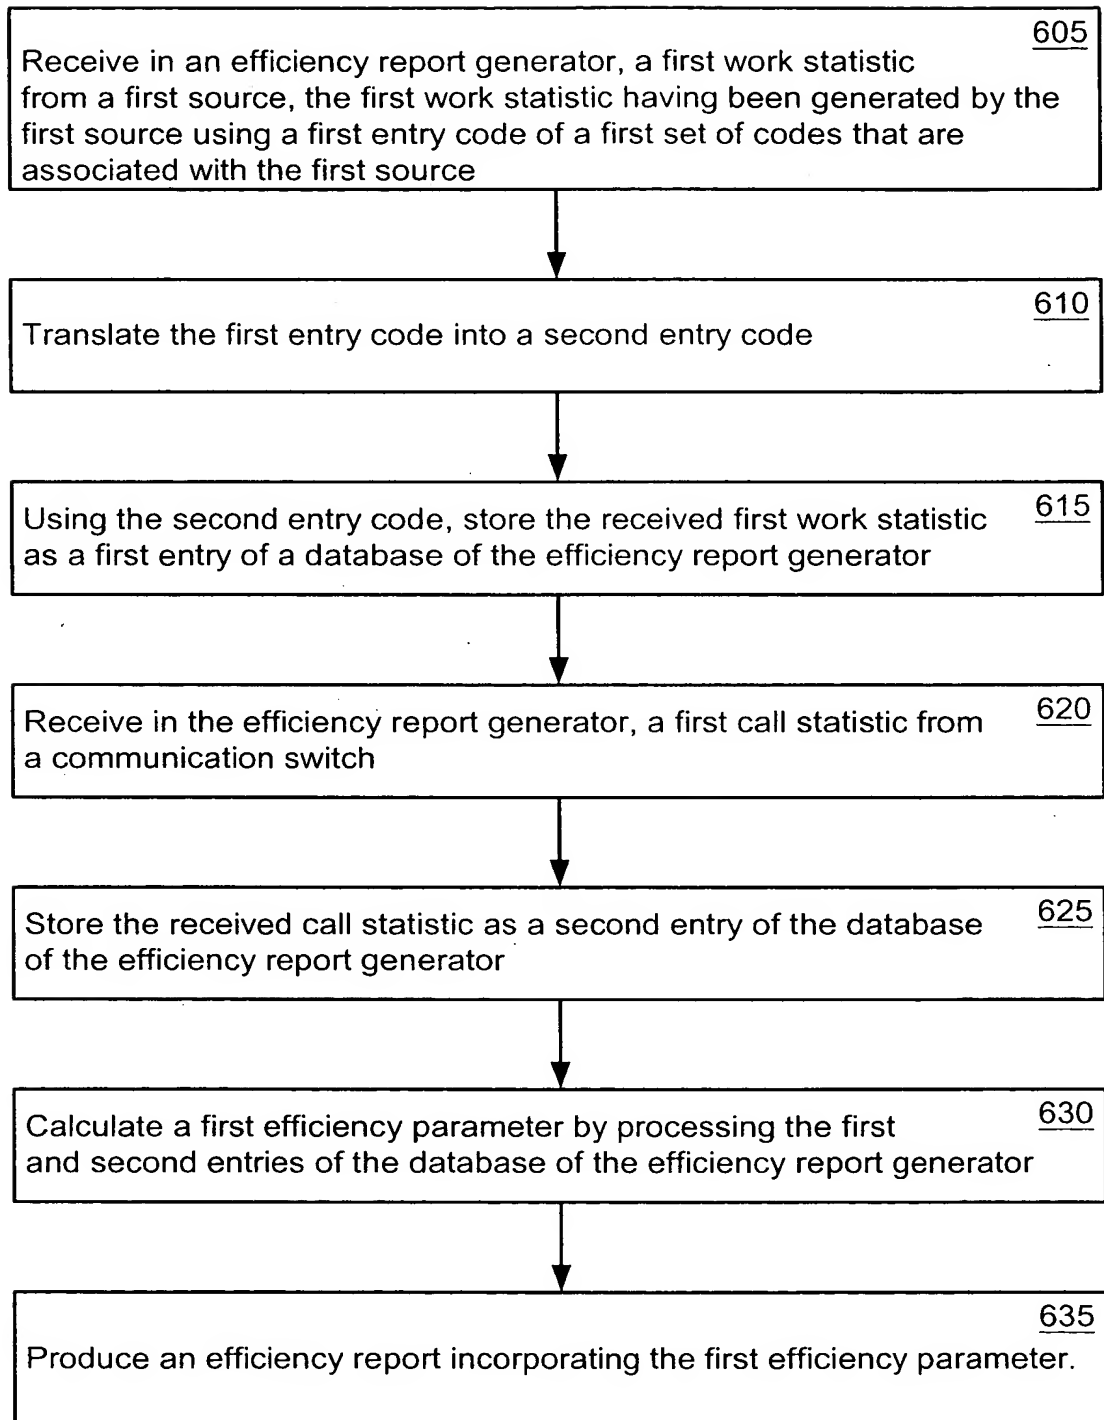 605
Receive in an efficiency report generator, a first work statistic
from a first source, the first work statistic having been generated by the
first source using a first entry code of a first set of codes that are
associated with the first source
610
Translate the first entry code into a second entry code
615
Using the second entry code, store the received first work statistic
as a first entry of a database of the efficiency report generator
620
Receive in the efficiency report generator, a first call statistic from
a communication switch
625
Store the received call statistic as a second entry of the database
of the efficiency report generator
630
Calculate a first efficiency parameter by processing the first
and second entries of the database of the efficiency report generator
635
Produce an efficiency report incorporating the first efficiency parameter.